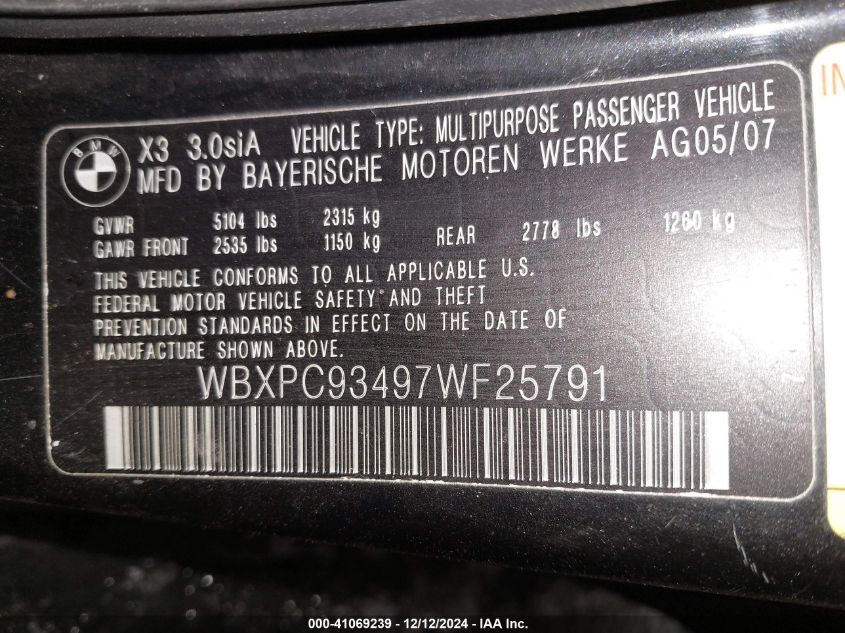 BMW
X3 3.0siA VEHICLE TYPE: MULTIPURPOSE PASSENGER VEHICLE
MFD BY BAYERISCHE MOTOREN WERKE AG05/07
GVWR 5104 lbs 2315 kg
GAWR FRONT 2535 lbs 1150 kg REAR 2778 lbs 1260 kg
THIS VEHICLE CONFORMS TO ALL APPLICABLE U.S.
FEDERAL MOTOR VEHICLE SAFETY AND THEFT
PREVENTION STANDARDS IN EFFECT ON THE DATE OF
MANUFACTURE SHOWN ABOVE.
WBXPC93497WF25791
IN
000-41069239 - 12/12/2024 - IAA Inc.